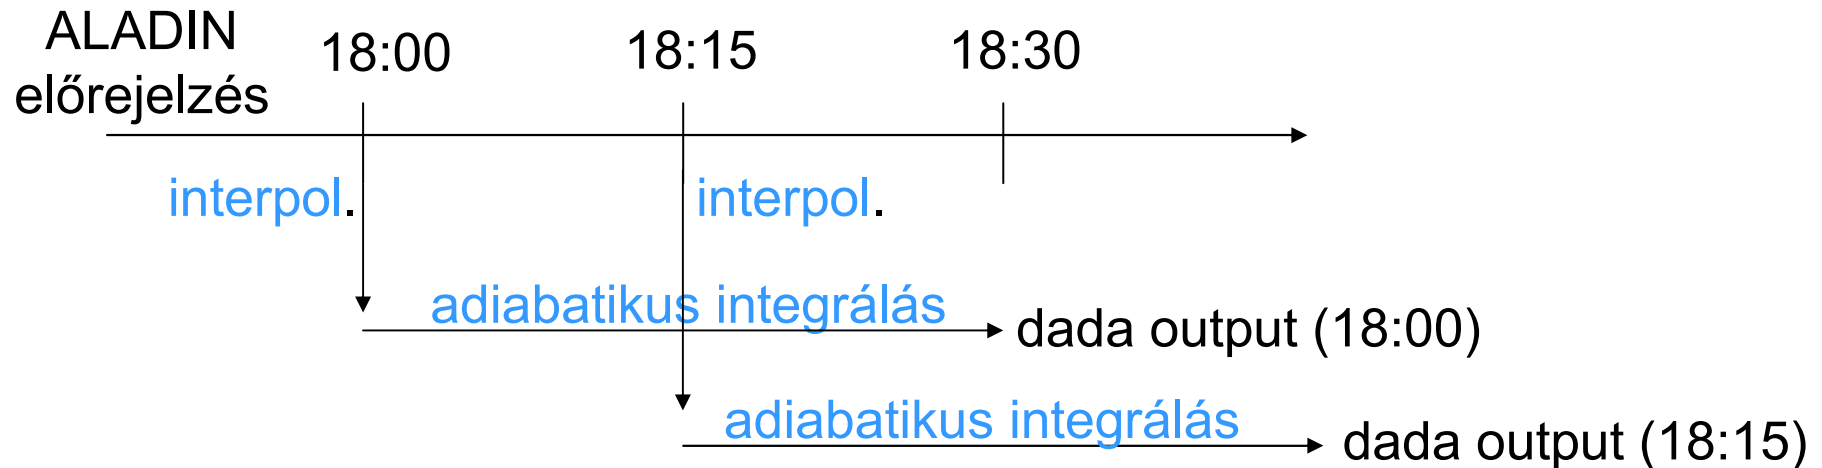 ALADIN
előrejelzés
18:00
18:15
18:30
interpol.
interpol.
adiabatikus integrálás
dada output (18:00)
adiabatikus integrálás
dada output (18:15)